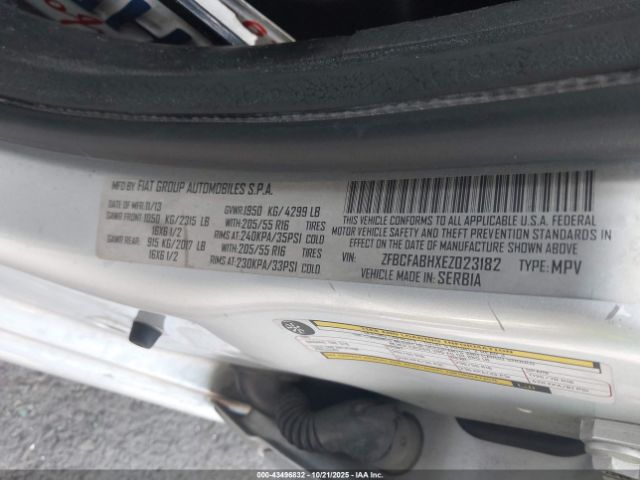 MFD BY FIAT GROUP AUTOMOBILES S.P.A.
DATE OF MFR. 11/13 GVWR: 1950 KG/4299 LB
GAWR FRONT: 1050 KG/2315 LB WITH 205/55 R16 TIRES
16X6 1/2 RIMS AT: 240KPA/35PSI COLD
GAWR REAR: 915 KG/2017 LB WITH 205/55 R16 TIRES
16X6 1/2 RIMS AT: 230KPA/33PSI COLD
THIS VEHICLE CONFORMS TO ALL APPLICABLE U.S.A. FEDERAL
MOTOR VEHICLE SAFETY, BUMPER, AND THEFT PREVENTION
STANDARDS IN EFFECT ON THE DATE OF MANUFACTURE SHOWN ABOVE
VIN: ZFBCFABHXEZ023182 TYPE: MPV
VEHICLE MADE IN: SERBIA
INFORMATION
ID: 000-43496832 - 10/21/2025 - IAAI